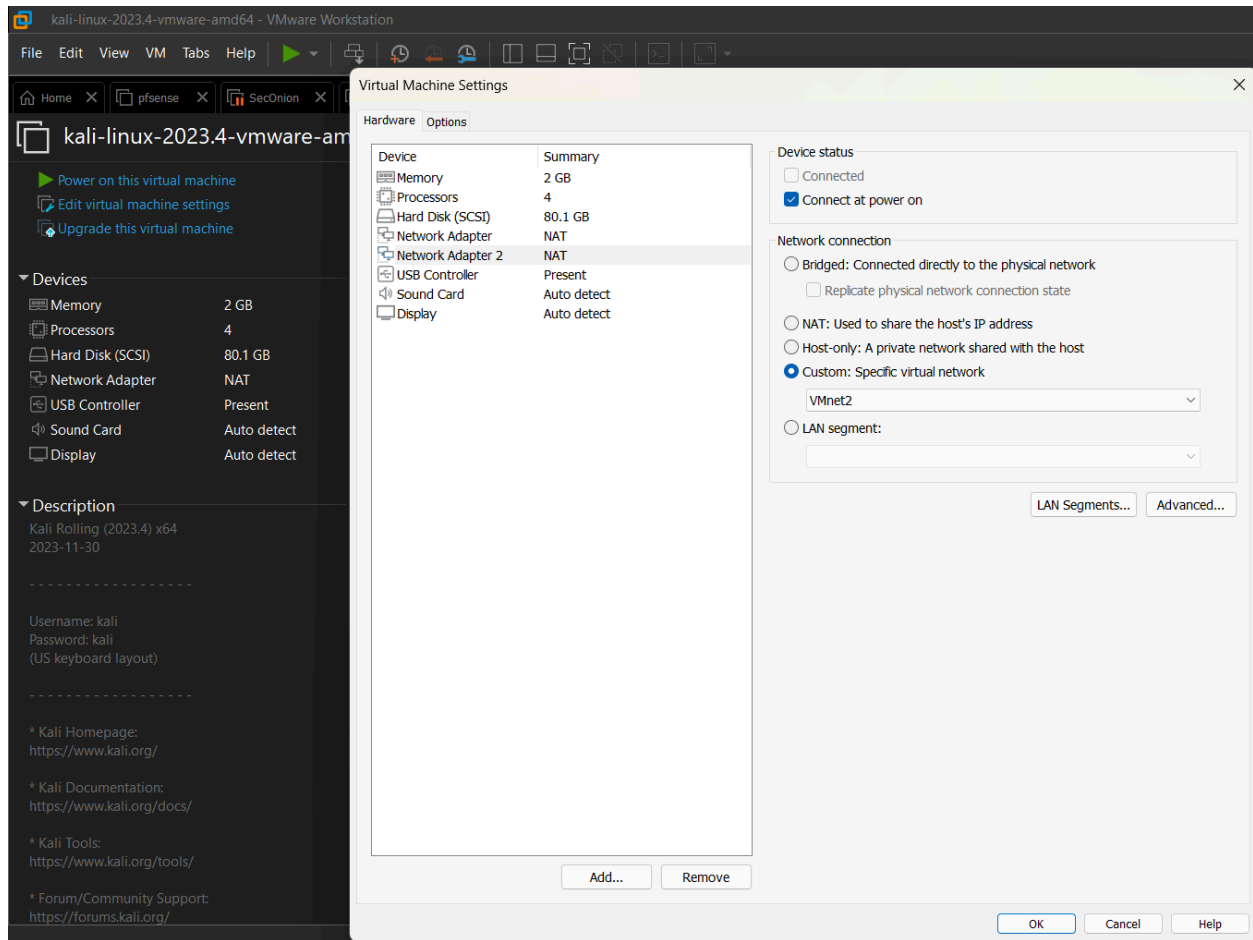 kali-linux-2023.4-vmware-amd64 - VMware Workstation
File Edit View VM Tabs Help
Home pfsense SecOnion
kali-linux-2023.4-vmware-am
Power on this virtual machine
Edit virtual machine settings
Upgrade this virtual machine
Devices
Memory 2 GB
Processors 4
Hard Disk (SCSI) 80.1 GB
Network Adapter NAT
USB Controller Present
Sound Card Auto detect
Display Auto detect
Description
Kali Rolling (2023.4) x64
2023-11-30
- - - - - - - - - - - - - - - - - -
Username: kali
Password: kali
(US keyboard layout)
- - - - - - - - - - - - - - - - - -
* Kali Homepage:
https://www.kali.org/
* Kali Documentation:
https://www.kali.org/docs/
* Kali Tools:
https://www.kali.org/tools/
* Forum/Community Support:
https://forums.kali.org/
Virtual Machine Settings
Hardware Options
Device Summary
Memory 2 GB
Processors 4
Hard Disk (SCSI) 80.1 GB
Network Adapter NAT
Network Adapter 2 NAT
USB Controller Present
Sound Card Auto detect
Display Auto detect
Add... Remove
Device status
Connected
Connect at power on
Network connection
Bridged: Connected directly to the physical network
Replicate physical network connection state
NAT: Used to share the host's IP address
Host-only: A private network shared with the host
Custom: Specific virtual network
VMnet2
LAN segment:
LAN Segments... Advanced...
OK Cancel Help